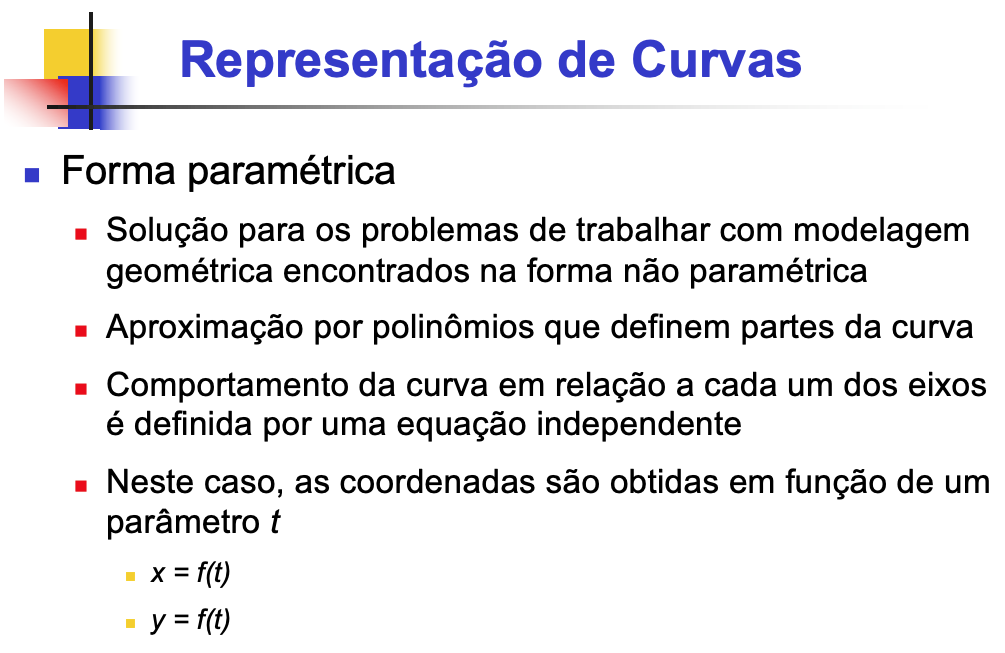 Representação de Curvas
Forma paramétrica
Solução para os problemas de trabalhar com modelagem
geométrica encontrados na forma não paramétrica
Aproximação por polinômios que definem partes da curva
Comportamento da curva em relação a cada um dos eixos
é definida por uma equação independente
Neste caso, as coordenadas são obtidas em função de um
parâmetro t
x = f(t)
y = f(t)